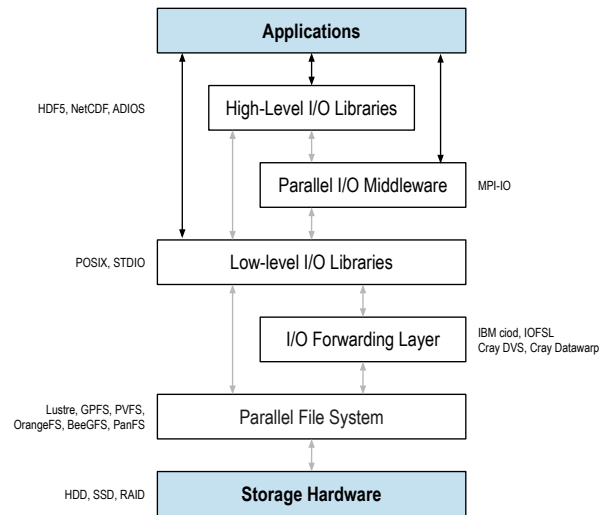 Applications
HDF5, NetCDF, ADIOS
High-Level I/O Libraries
Parallel I/O Middleware
MPI-IO
POSIX, STDIO
Low-level I/O Libraries
I/O Forwarding Layer
IBM ciod, IOFSL
Cray DVS, Cray Datawarp
Lustre, GPFS, PVFS,
OrangeFS, BeeGFS, PanFS
Parallel File System
HDD, SSD, RAID
Storage Hardware